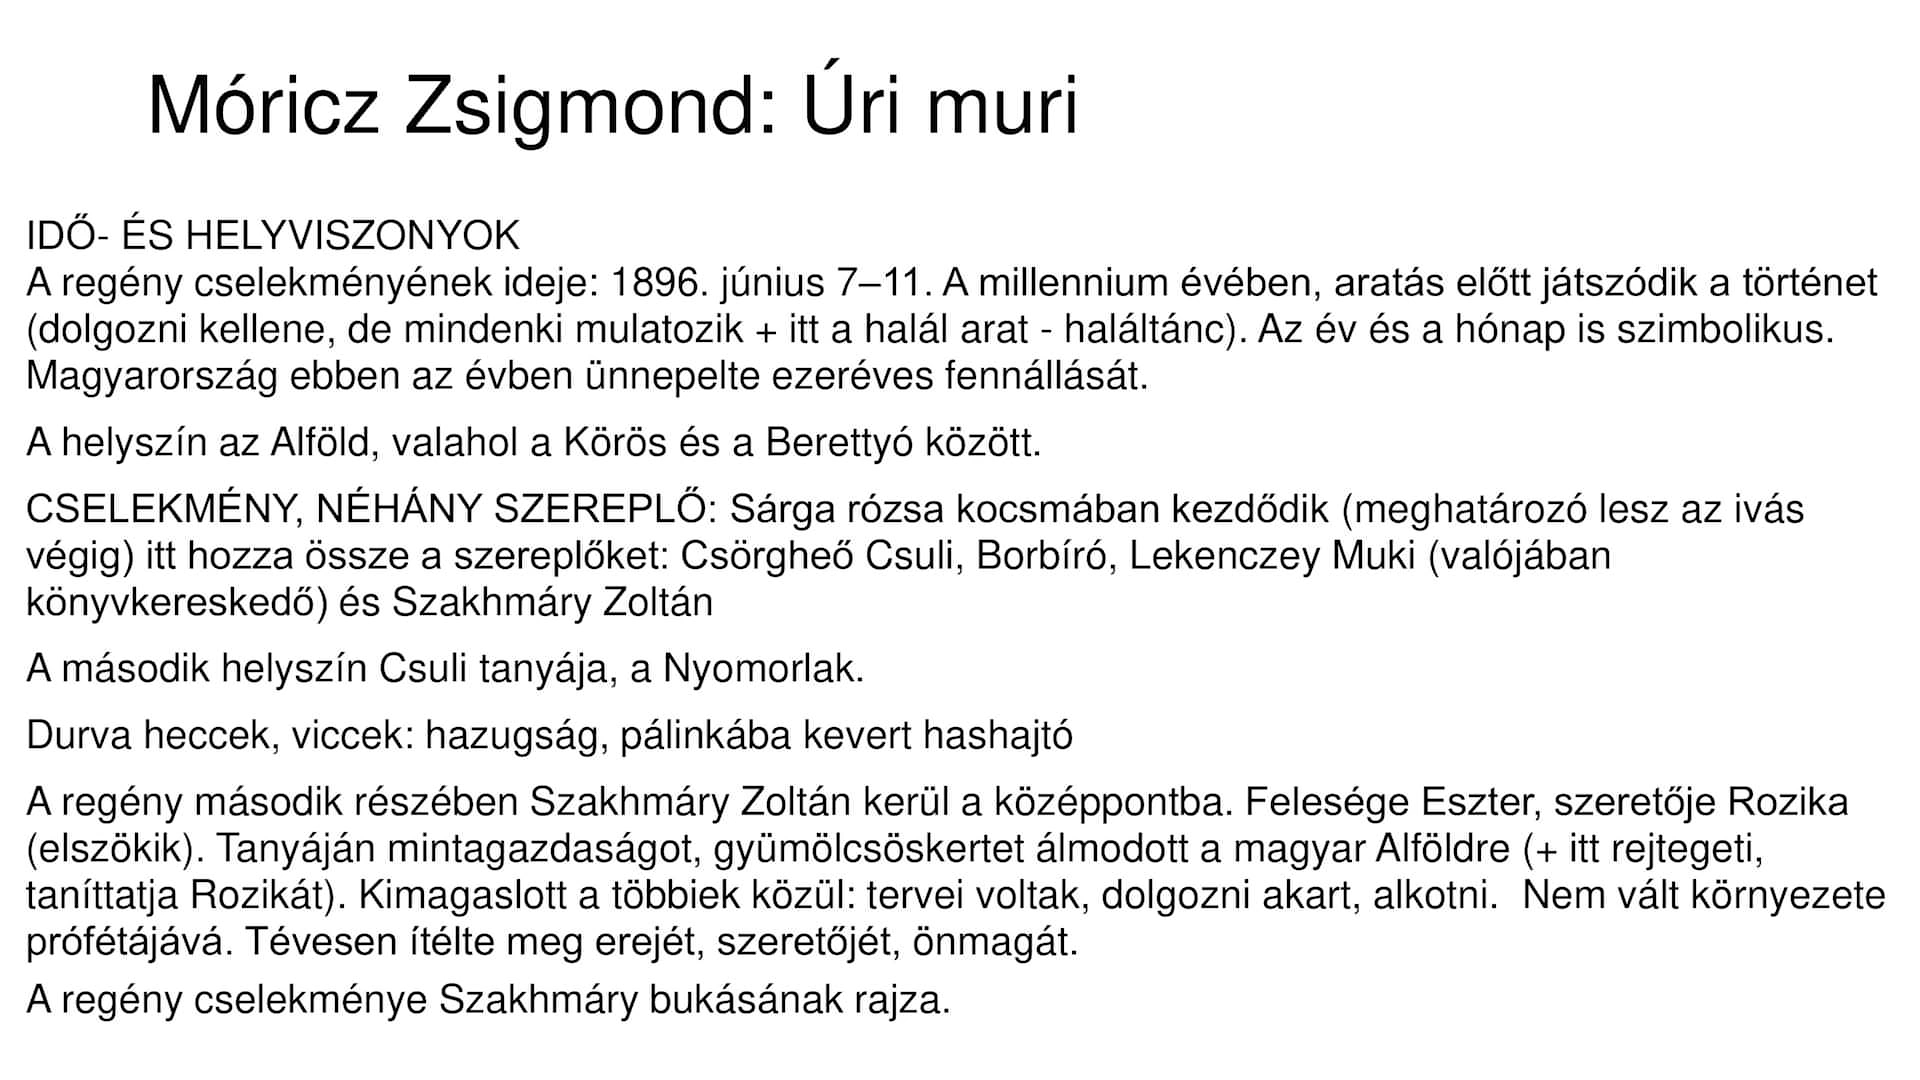 Móricz Zsigmond: Úri muri
IDŐ- ÉS HELYVISZONYOK
A regény cselekményének ideje: 1896. június 7–11. A millennium évében, aratás előtt játszódik a történet
(dolgozni kellene, de mindenki mulatozik + itt a halál arat - haláltánc). Az év és a hónap is szimbolikus.
Magyarország ebben az évben ünnepelte ezeréves fennállását.
A helyszín az Alföld, valahol a Körös és a Berettyó között.
CSELEKMÉNY, NÉHÁNY SZEREPLŐ: Sárga rózsa kocsmában kezdődik (meghatározó lesz az ivás
végig) itt hozza össze a szereplőket: Csörgheő Csuli, Borbíró, Lekenczey Muki (valójában
könyvkereskedő) és Szakhmáry Zoltán
A második helyszín Csuli tanyája, a Nyomorlak.
Durva heccek, viccek: hazugság, pálinkába kevert hashajtó
A regény második részében Szakhmáry Zoltán kerül a középpontba. Felesége Eszter, szeretője Rozika
(elszökik). Tanyáján mintagazdaságot, gyümölcsöskertet álmodott a magyar Alföldre (+ itt rejtegeti,
taníttatja Rozikát). Kimagaslott a többiek közül: tervei voltak, dolgozni akart, alkotni.  Nem vált környezete
prófétájává. Tévesen ítélte meg erejét, szeretőjét, önmagát.
A regény cselekménye Szakhmáry bukásának rajza.